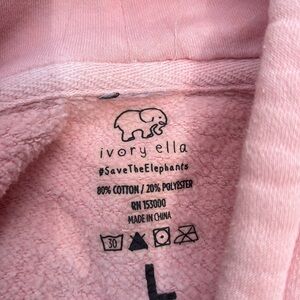 ivory ella
#SaveTheElephants
80% COTTON / 20% POLYESTER
RN 153000
MADE IN CHINA
30
L